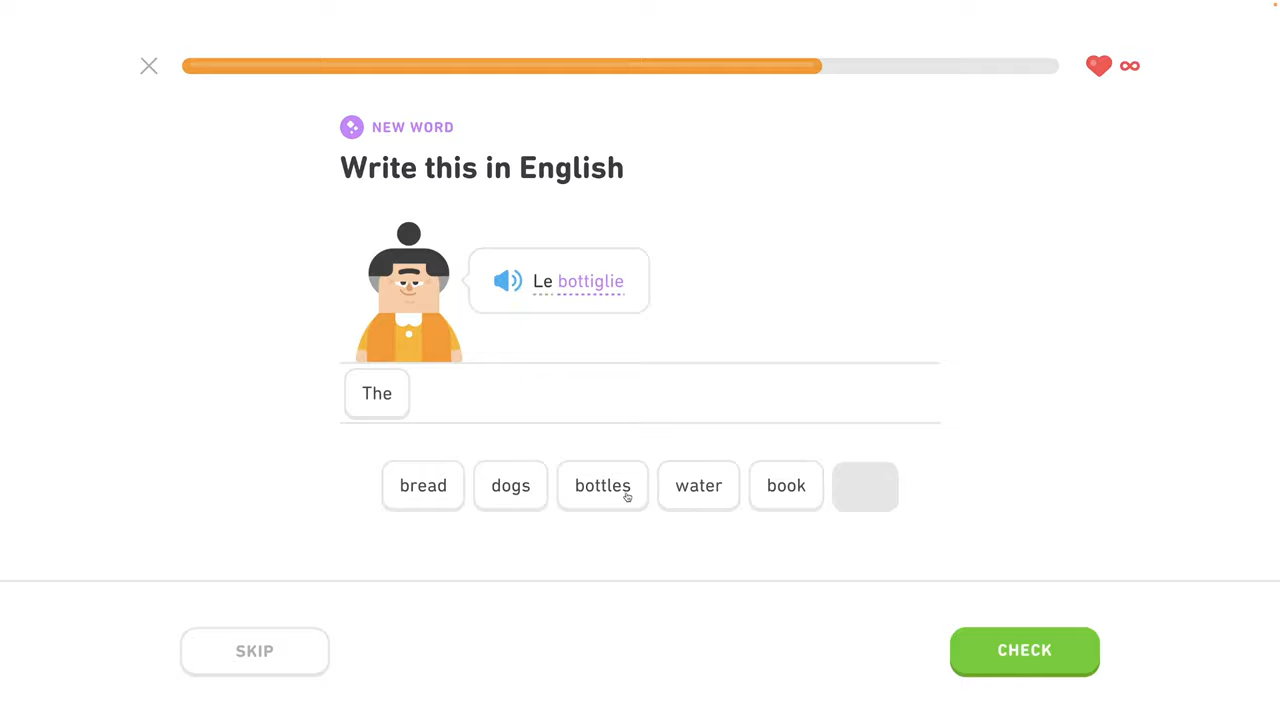 NEW WORD
Write this in English
Le bottiglie
The
bread dogs bottles water book
SKIP CHECK